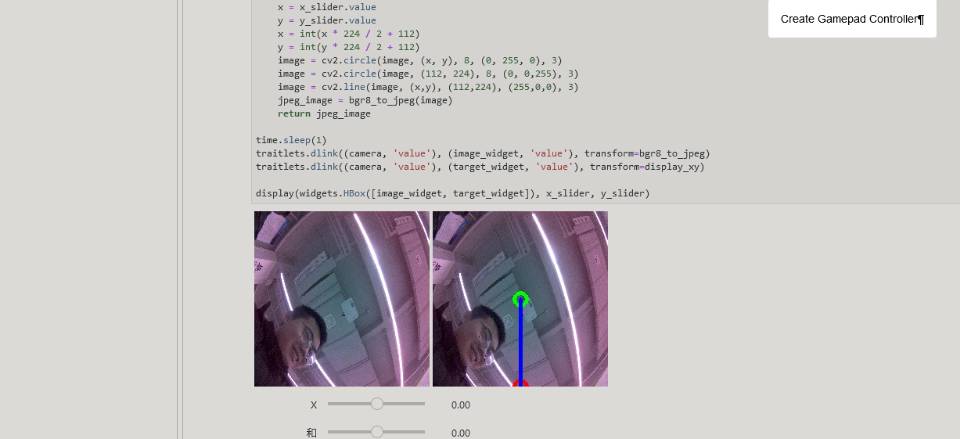 x = x_slider.value
y = y_slider.value
x = int(x * 224 / 2 + 112)
y = int(y * 224 / 2 + 112)
image = cv2.circle(image, (x, y), 8, (0, 255, 0), 3)
image = cv2.circle(image, (112, 224), 8, (0, 0,255), 3)
image = cv2.line(image, (x,y), (112,224), (255,0,0), 3)
jpeg_image = bgr8_to_jpeg(image)
return jpeg_image
time.sleep(1)
traitlets.dlink((camera, 'value'), (image_widget, 'value'), transform=bgr8_to_jpeg)
traitlets.dlink((camera, 'value'), (target_widget, 'value'), transform=display_xy)
display(widgets.HBox([image_widget, target_widget]), x_slider, y_slider)
Create Gamepad Controller¶
X 0.00
和 0.00